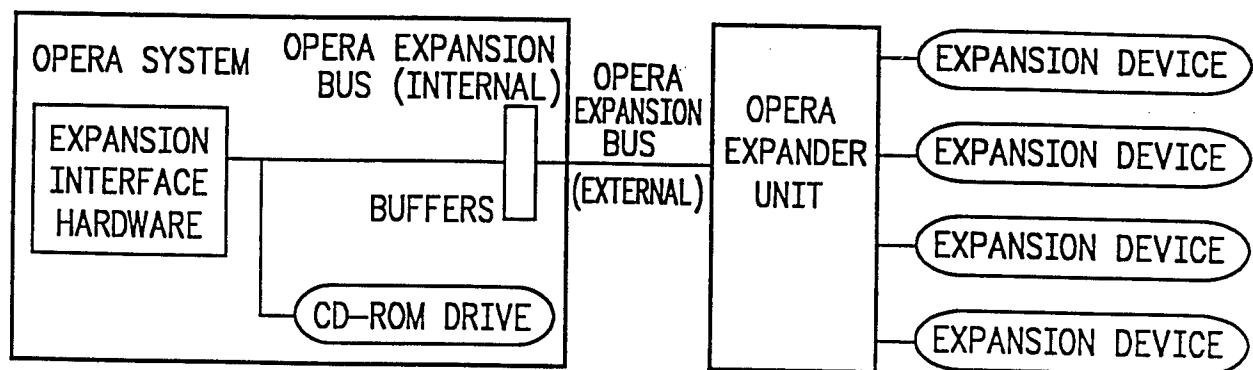 OPERA SYSTEM
OPERA EXPANSION
BUS (INTERNAL)
EXPANSION
INTERFACE
HARDWARE
BUFFERS
CD–ROM DRIVE
OPERA
EXPANSION
BUS
(EXTERNAL)
OPERA
EXPANDER
UNIT
EXPANSION DEVICE
EXPANSION DEVICE
EXPANSION DEVICE
EXPANSION DEVICE